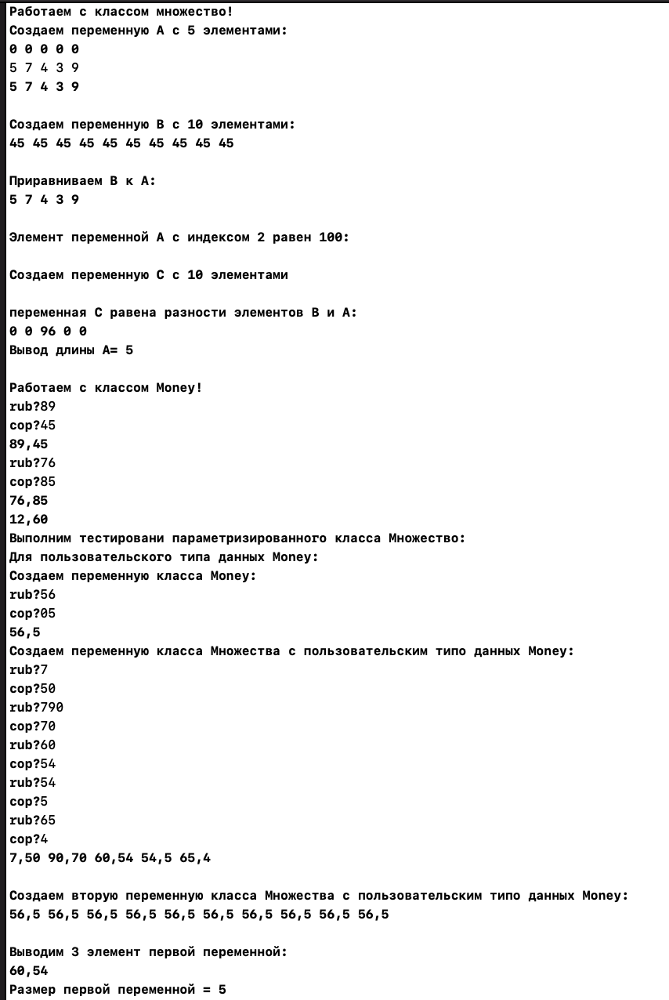 Работаем с классом множество!
Создаем переменную А с 5 элементами:
0 0 0 0 0
5 7 4 3 9
5 7 4 3 9
Создаем переменную В с 10 элементами:
45 45 45 45 45 45 45 45 45 45
Приравниваем В к А:
5 7 4 3 9
Элемент переменной А с индексом 2 равен 100:
Создаем переменную С с 10 элементами
переменная С равена разности элементов В и А:
0 0 96 0 0
Вывод длины А= 5
Работаем с классом Money!
rub?89
cop?45
89,45
rub?76
cop?85
76,85
12,60
Выполним тестировани параметризированного класса Множество:
Для пользовательского типа данных Money:
Создаем переменную класса Money:
rub?56
cop?05
56,5
Создаем переменную класса Множества с пользовательским типо данных Money:
rub?7
cop?50
rub?790
cop?70
rub?60
cop?54
rub?54
cop?5
rub?65
cop?4
7,50 90,70 60,54 54,5 65,4
Создаем вторую переменную класса Множества с пользовательским типо данных Money:
56,5 56,5 56,5 56,5 56,5 56,5 56,5 56,5 56,5 56,5
Выводим 3 элемент первой переменной:
60,54
Размер первой переменной = 5